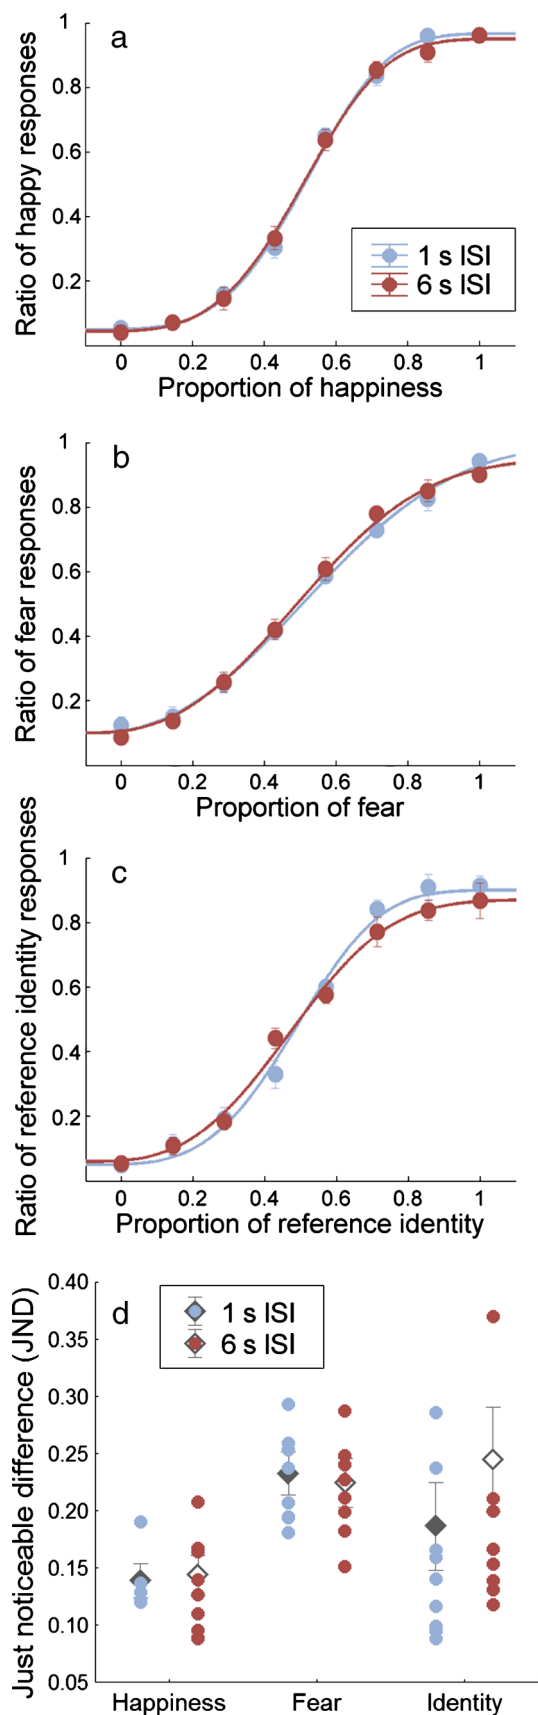 a
1
0.8
0.6
0.4
0.2
Ratio of happy responses
1 s ISI
6 s ISI
0 0.2 0.4 0.6 0.8 1
Proportion of happiness
b
1
0.8
0.6
0.4
0.2
Ratio of fear responses
0 0.2 0.4 0.6 0.8 1
Proportion of fear
c
1
0.8
0.6
0.4
0.2
Ratio of reference identity responses
0 0.2 0.4 0.6 0.8 1
Proportion of reference identity
d
0.40
0.35
0.30
0.25
0.20
0.15
0.10
0.05
Just noticeable difference (JND)
1 s ISI
6 s ISI
Happiness Fear Identity